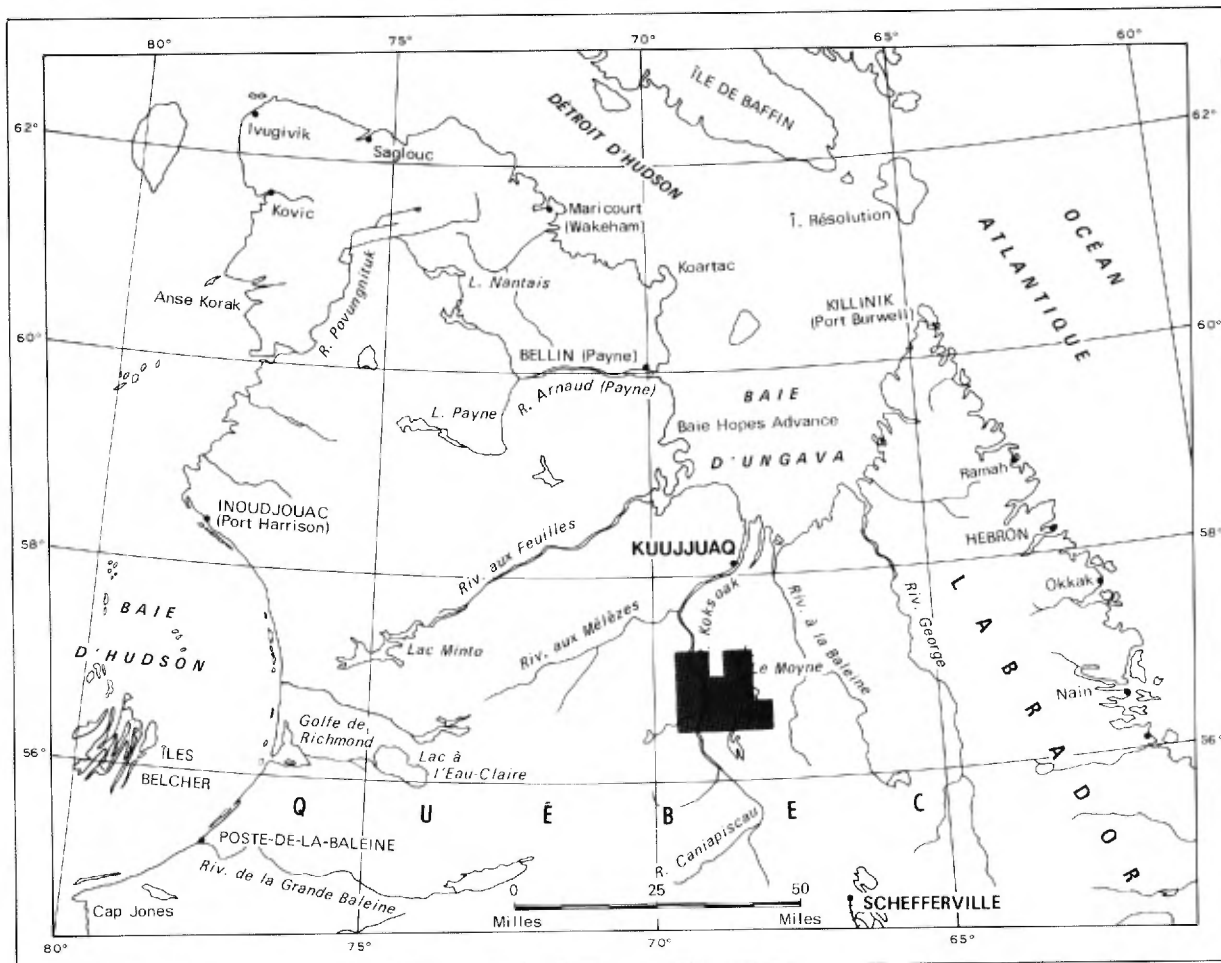 80°
75°
70°
65°
60°
62°
62°
ÎLE DE BAFFIN
DÉTROIT D'HUDSON
Ivugivik
Saglouc
Kovic
Maricourt
(Wakeham)
Î. Résolution
OCÉAN
ATLANTIQUE
Koartac
L. Nantais
Anse Korak
R. Povungnituk
KILLINIK
(Port Burwell)
60°
60°
BELLIN (Payne)
R. Arnaud (Payne)
L. Payne
BAIE
Baie Hopes Advance
D'UNGAVA
Ramah
INOUDJOUAC
(Port Harrison)
HEBRON
58°
58°
Riv. aux Feuilles
KUUJJUAQ
Okkak
Koksoak
Riv. à la Baleine
Riv. George
LABRADOR
BAIE
D'HUDSON
Lac Minto
Riv. aux Mélèzes
Le Moyne
Nain
Golfe de
Richmond
56°
56°
ÎLES
BELCHER
Lac à
l'Eau-Claire
QUÉBEC
POSTE-DE-LA-BALEINE
R. Caniapiscau
Riv. de la Grande Baleine
Cap Jones
0 25 50
Milles Miles
SCHEFFERVILLE
80°
75°
70°
65°